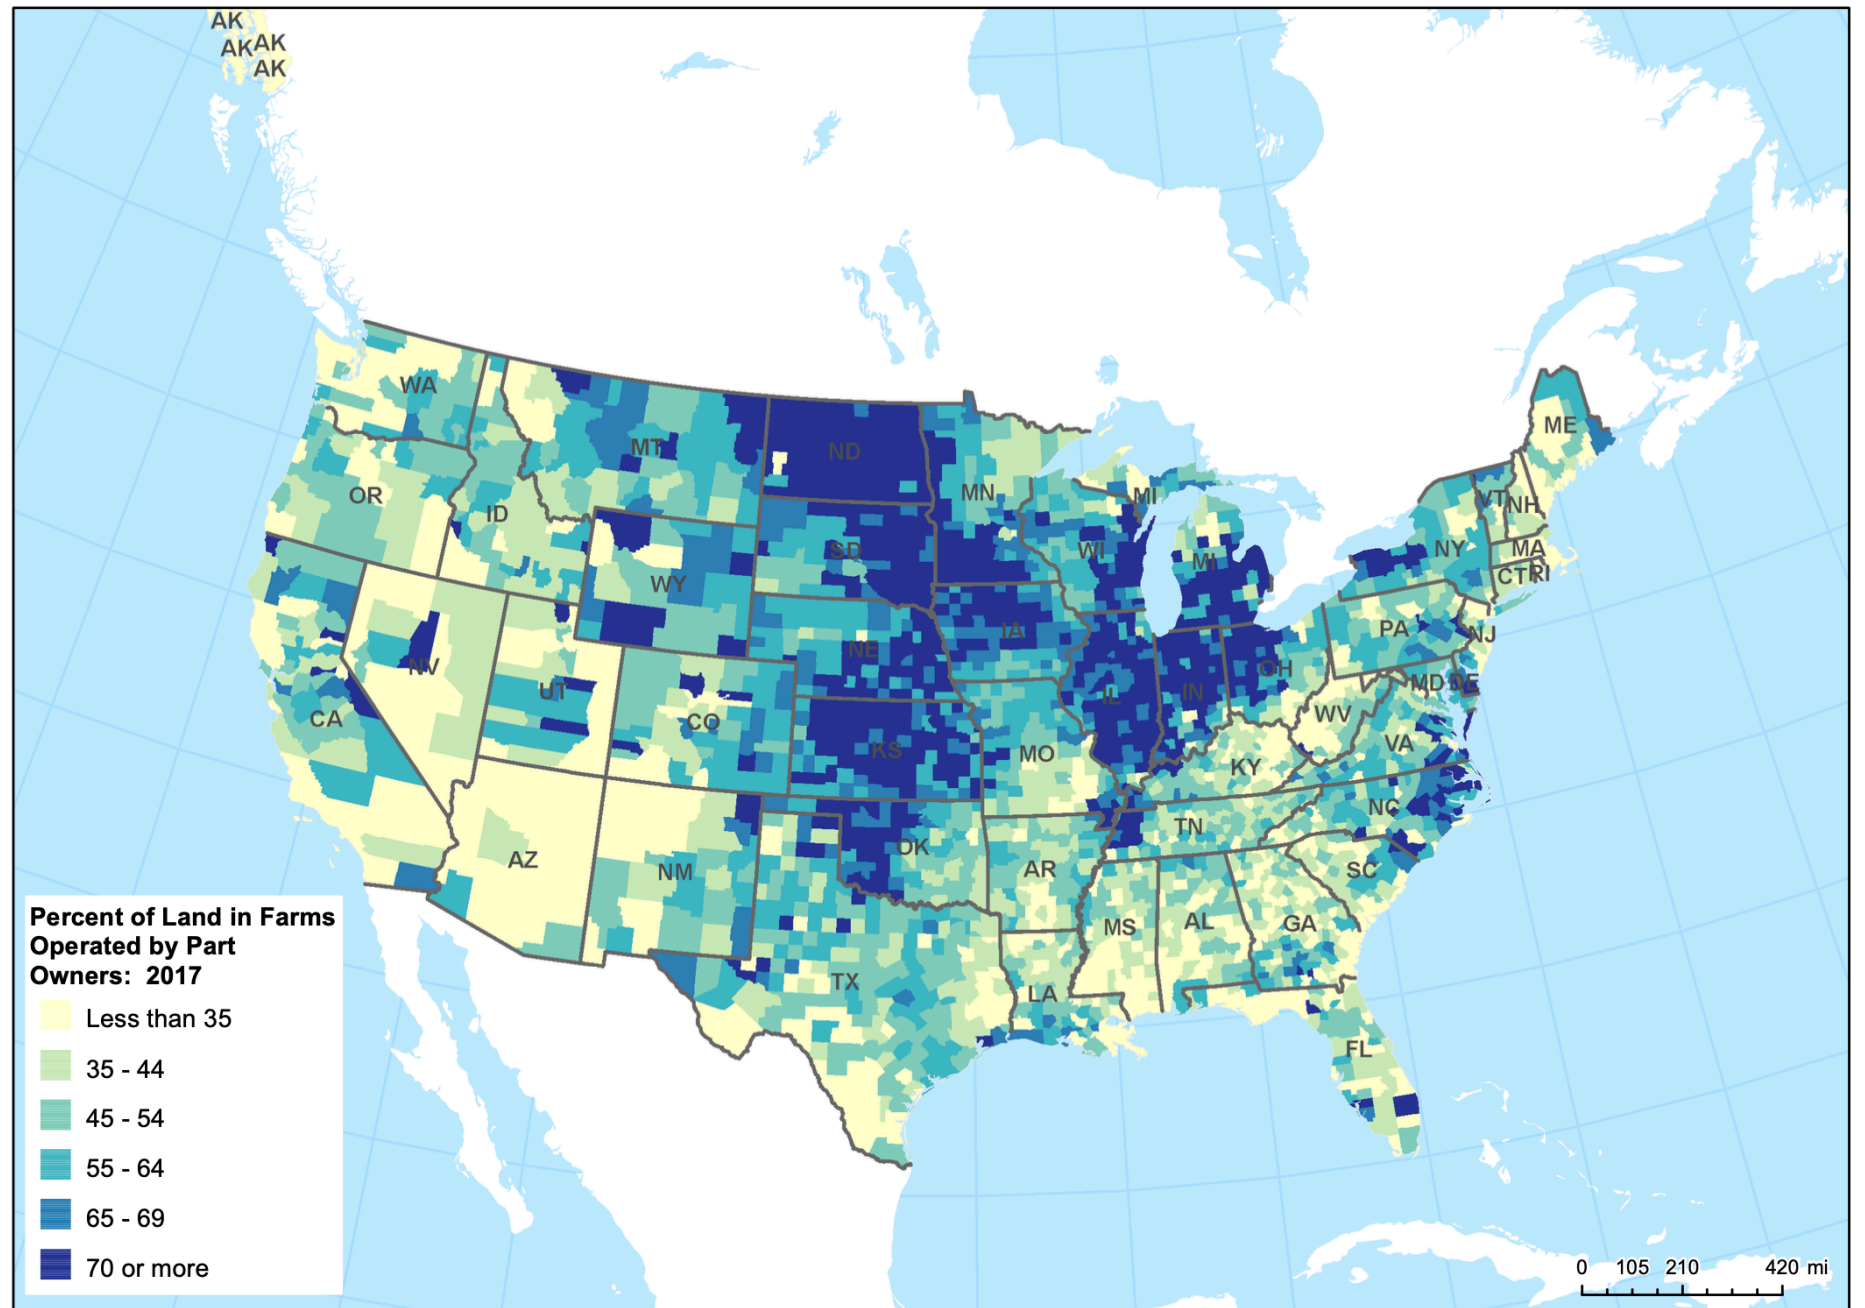 AK
AK
AK
AK
WA
MT
ND
MN
MI
ME
OR
ID
SD
WI
MI
VT
NH
NY
MA
CT
RI
WY
IA
NE
PA
NJ
NV
UT
CO
IL
IN
OH
MD
DE
CA
KS
MO
WV
VA
KY
AZ
NM
OK
AR
TN
NC
SC
MS
AL
GA
TX
LA
FL
Percent of Land in Farms
Operated by Part
Owners: 2017
Less than 35
35 - 44
45 - 54
55 - 64
65 - 69
70 or more
0 105 210 420 mi